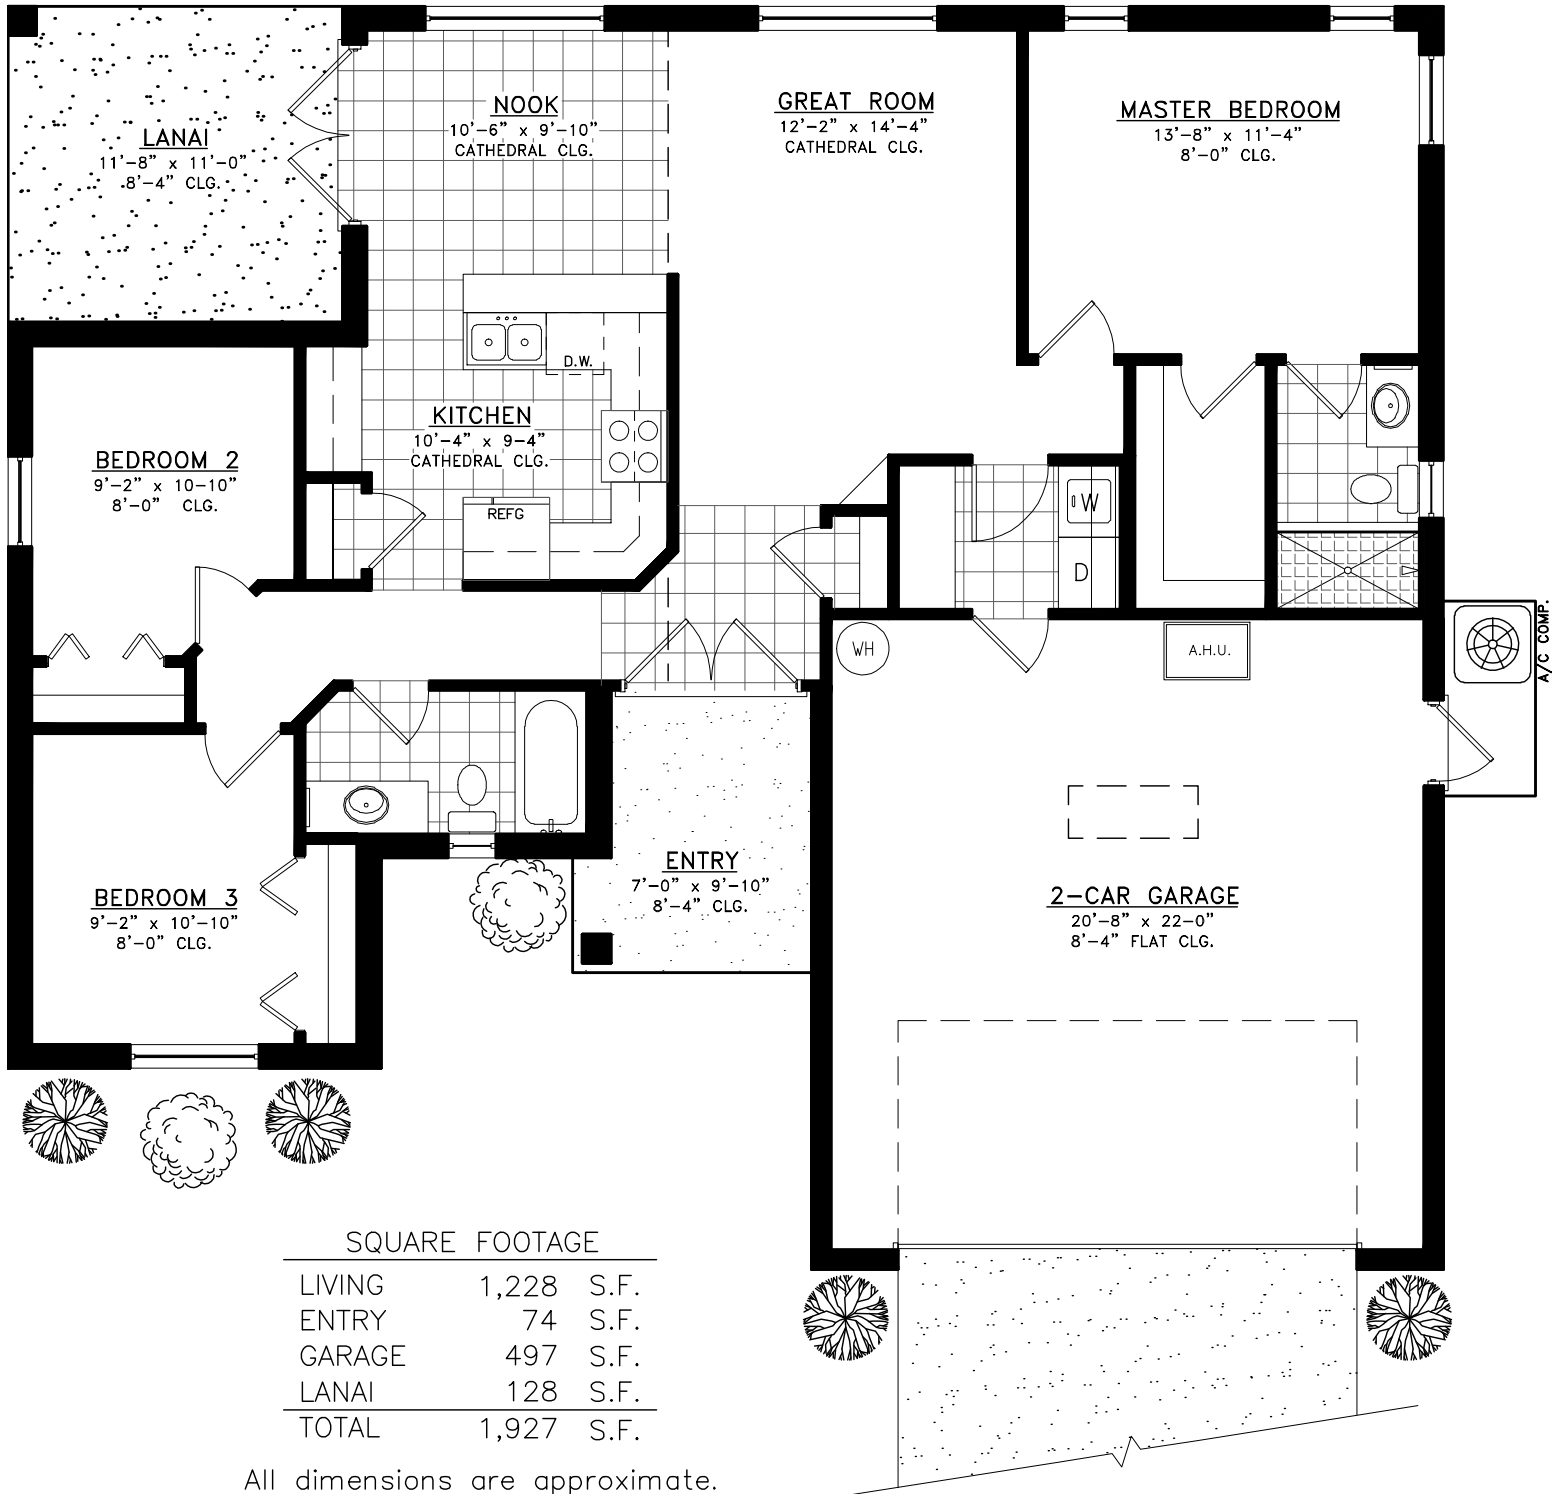 LANAI
11'-8" x 11'-0"
8'-4" CLG.
NOOK
10'-6" x 9'-10"
CATHEDRAL CLG.
GREAT ROOM
12'-2" x 14'-4"
CATHEDRAL CLG.
MASTER BEDROOM
13'-8" x 11'-4"
8'-0" CLG.
D.W.
KITCHEN
10'-4" x 9-4"
CATHEDRAL CLG.
REFG
BEDROOM 2
9'-2" x 10-10"
8'-0" CLG.
W
D
WH
A.H.U.
A/C COMP.
BEDROOM 3
9'-2" x 10'-10"
8'-0" CLG.
ENTRY
7'-0" x 9'-10"
8'-4" CLG.
2-CAR GARAGE
20'-8" x 22-0"
8'-4" FLAT CLG.
SQUARE FOOTAGE
LIVING 1,228 S.F.
ENTRY 74 S.F.
GARAGE 497 S.F.
LANAI 128 S.F.
TOTAL 1,927 S.F.
All dimensions are approximate.